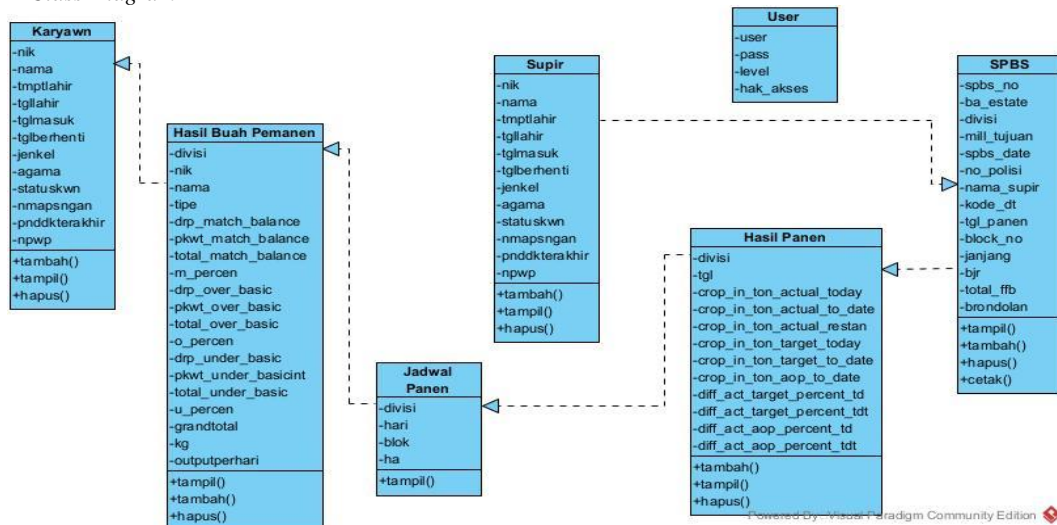 Class Diagram
Karyawn
-nik
-nama
-tmptlahir
-tgllahir
-tglmasuk
-tglberhenti
-jenkel
-agama
-statuskwn
-nmapsngan
-pnddkterakhir
-npwp
+tambah()
+tampil()
+hapus()
Hasil Buah Pemanen
-divisi
-nik
-nama
-tipe
-drp_match_balance
-pkwt_match_balance
-total_match_balance
-m_percen
-drp_over_basic
-pkwt_over_basic
-total_over_basic
-o_percen
-drp_under_basic
-pkwt_under_basicint
-total_under_basic
-u_percen
-grandtotal
-kg
-outputperhari
+tampil()
+tambah()
+hapus()
Jadwal
Panen
-divisi
-hari
-blok
-ha
+tampil()
Supir
-nik
-nama
-tmptlahir
-tgllahir
-tglmasuk
-tglberhenti
-jenkel
-agama
-statuskwn
-nmapsngan
-pnddkterakhir
-npwp
+tambah()
+tampil()
+hapus()
User
-user
-pass
-level
-hak_akses
Hasil Panen
-divisi
-tgl
-crop_in_ton_actual_today
-crop_in_ton_actual_to_date
-crop_in_ton_actual_restan
-crop_in_ton_target_today
-crop_in_ton_target_to_date
-crop_in_ton_aop_to_date
-diff_act_target_percent_td
-diff_act_target_percent_tdt
-diff_act_aop_percent_td
-diff_act_aop_percent_tdt
+tambah()
+tampil()
+hapus()
SPBS
-spbs_no
-ba_estate
-divisi
-mill_tujuan
-spbs_date
-no_polisi
-nama_supir
-kode_dt
-tgl_panen
-block_no
-janjang
-bjr
-total_ffb
-brondolan
+tampil()
+tambah()
+hapus()
+cetak()
Powered By Visual Paradigm Community Edition